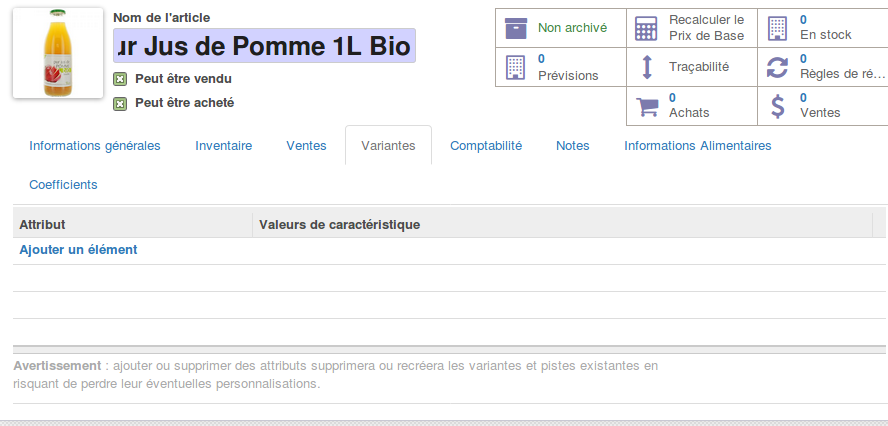 Nom de l'article
ur Jus de Pomme 1L Bio
Peut être vendu
Peut être acheté
Non archivé
Recalculer le
Prix de Base
0
En stock
0
Prévisions
Traçabilité
0
Règles de ré…
0
Achats
0
Ventes
Informations générales
Inventaire
Ventes
Variantes
Comptabilité
Notes
Informations Alimentaires
Coefficients
Attribut
Valeurs de caractéristique
Ajouter un élément
Avertissement : ajouter ou supprimer des attributs supprimera ou recréera les variantes et pistes existantes en
risquant de perdre leur éventuelles personnalisations.